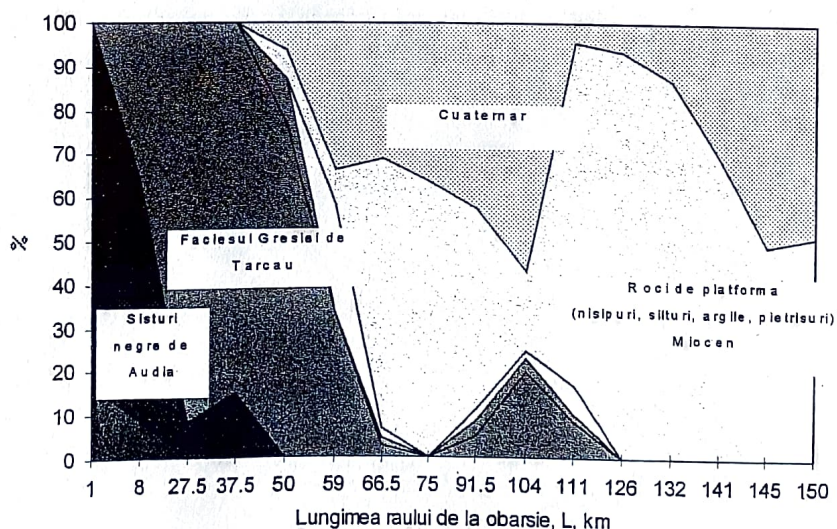 100
90
80
70
60
50
40
30
20
10
0
%
Cuaternar
Faciesul Gresiei de
Tarcau
Sisturi
negre de
Audia
Roci de platforma
(nisipuri, silturi, argile, pietrisuri)
Miocen
1 8 27.5 37.5 50 59 66.5 75 91.5 104 111 126 132 141 145 150
Lungimea raului de la obarsie, L, km